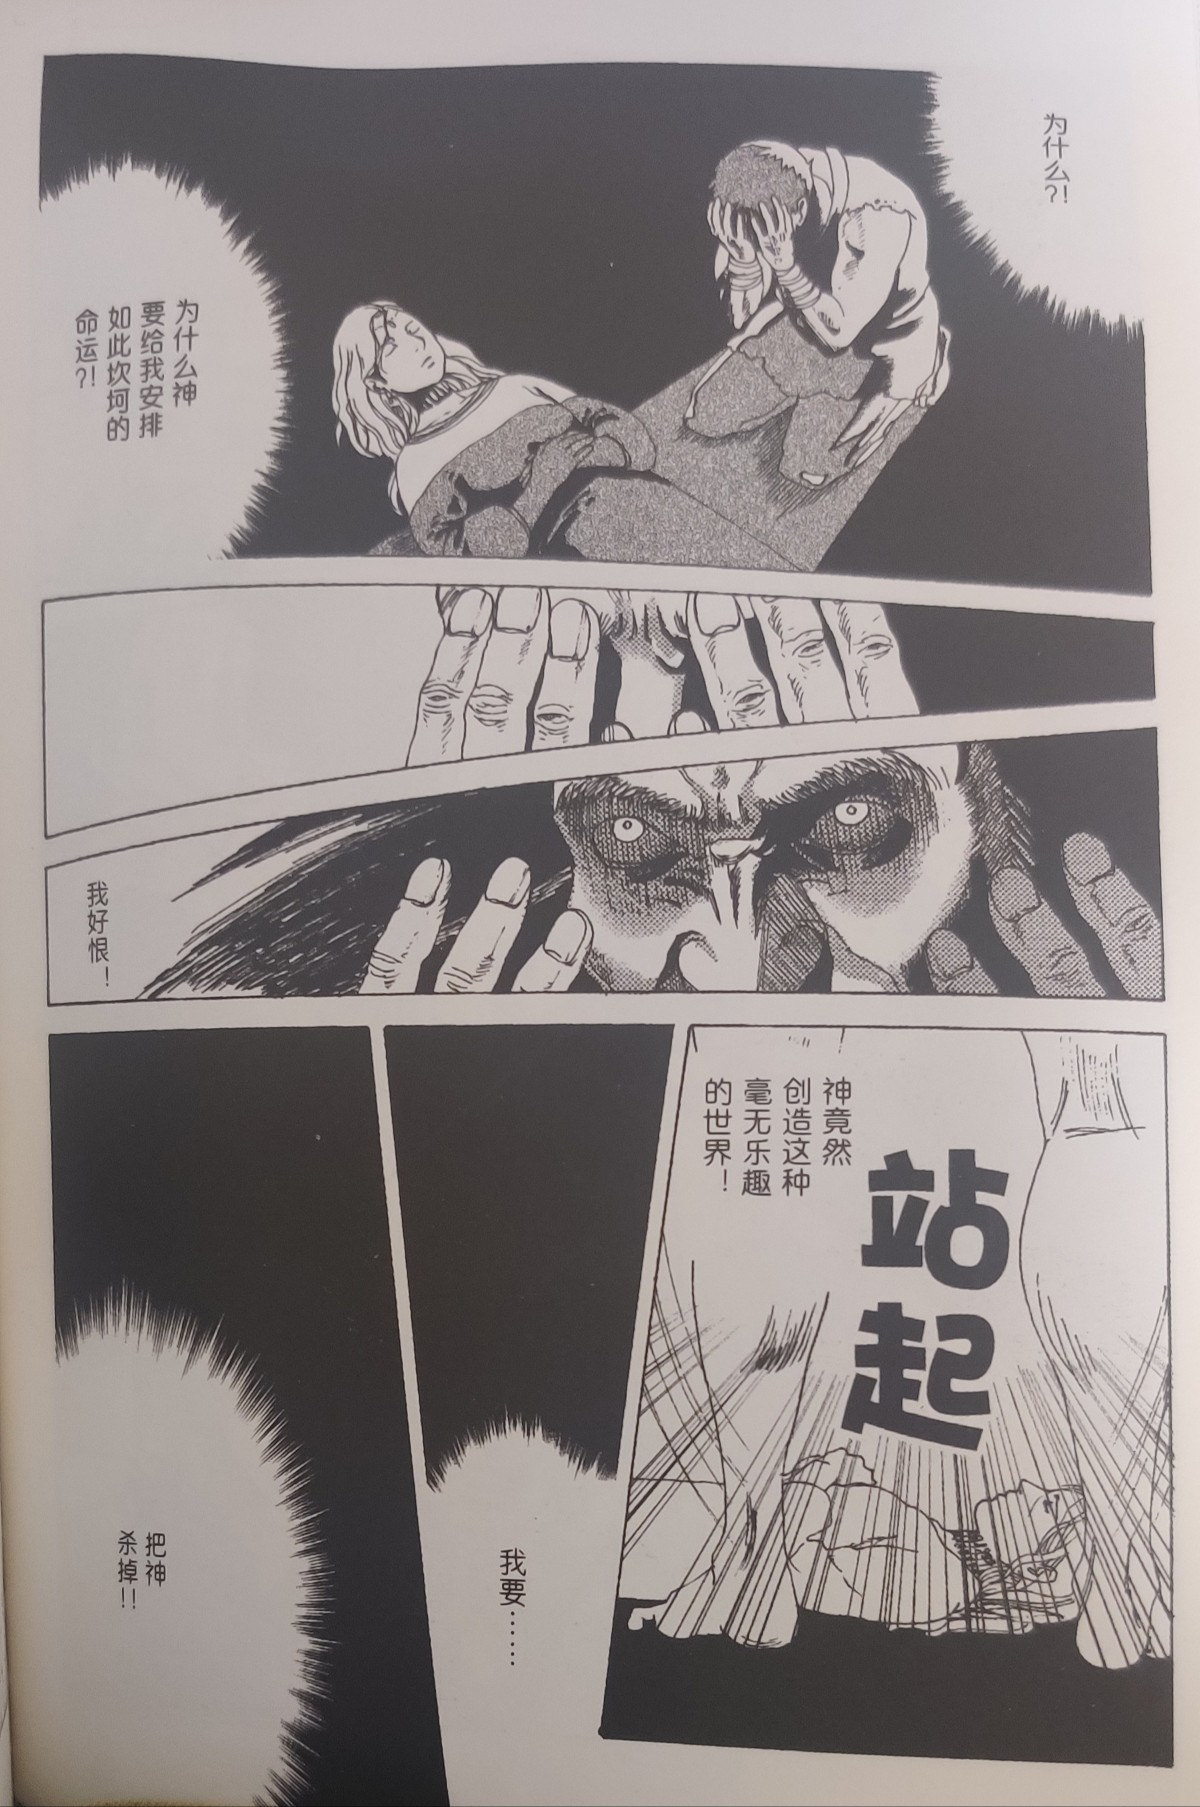 为什么?!
为什么神
要给我安排
如此坎坷的
命运?!
我好恨！
神竟然
创造这种
毫无乐趣
的世界！
站起
我要……
把神
杀掉!!